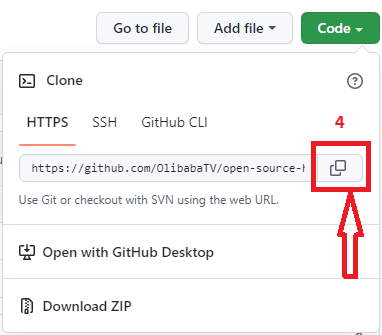 Go to file
Add file
Code
Clone
HTTPS
SSH
GitHub CLI
4
https://github.com/OlibabaTV/open-source-h
Use Git or checkout with SVN using the web URL.
Open with GitHub Desktop
Download ZIP